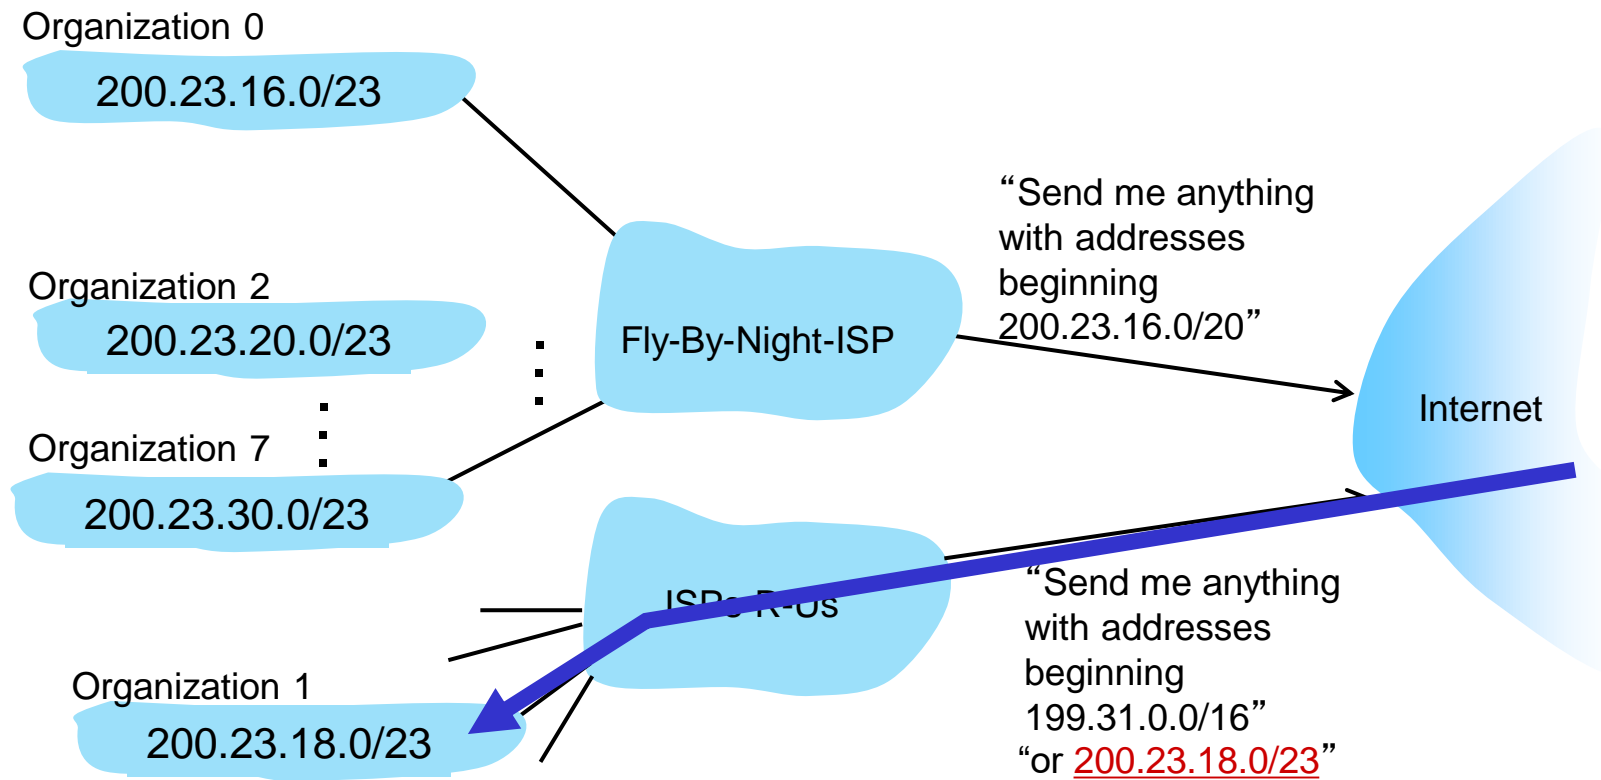 Organization 0
200.23.16.0/23
“Send me anything
with addresses
beginning
200.23.16.0/20”
Organization 2
200.23.20.0/23
Fly-By-Night-ISP
Internet
Organization 7
200.23.30.0/23
ISPs-R-Us
“Send me anything
with addresses
beginning
199.31.0.0/16”
“or 200.23.18.0/23”
Organization 1
200.23.18.0/23